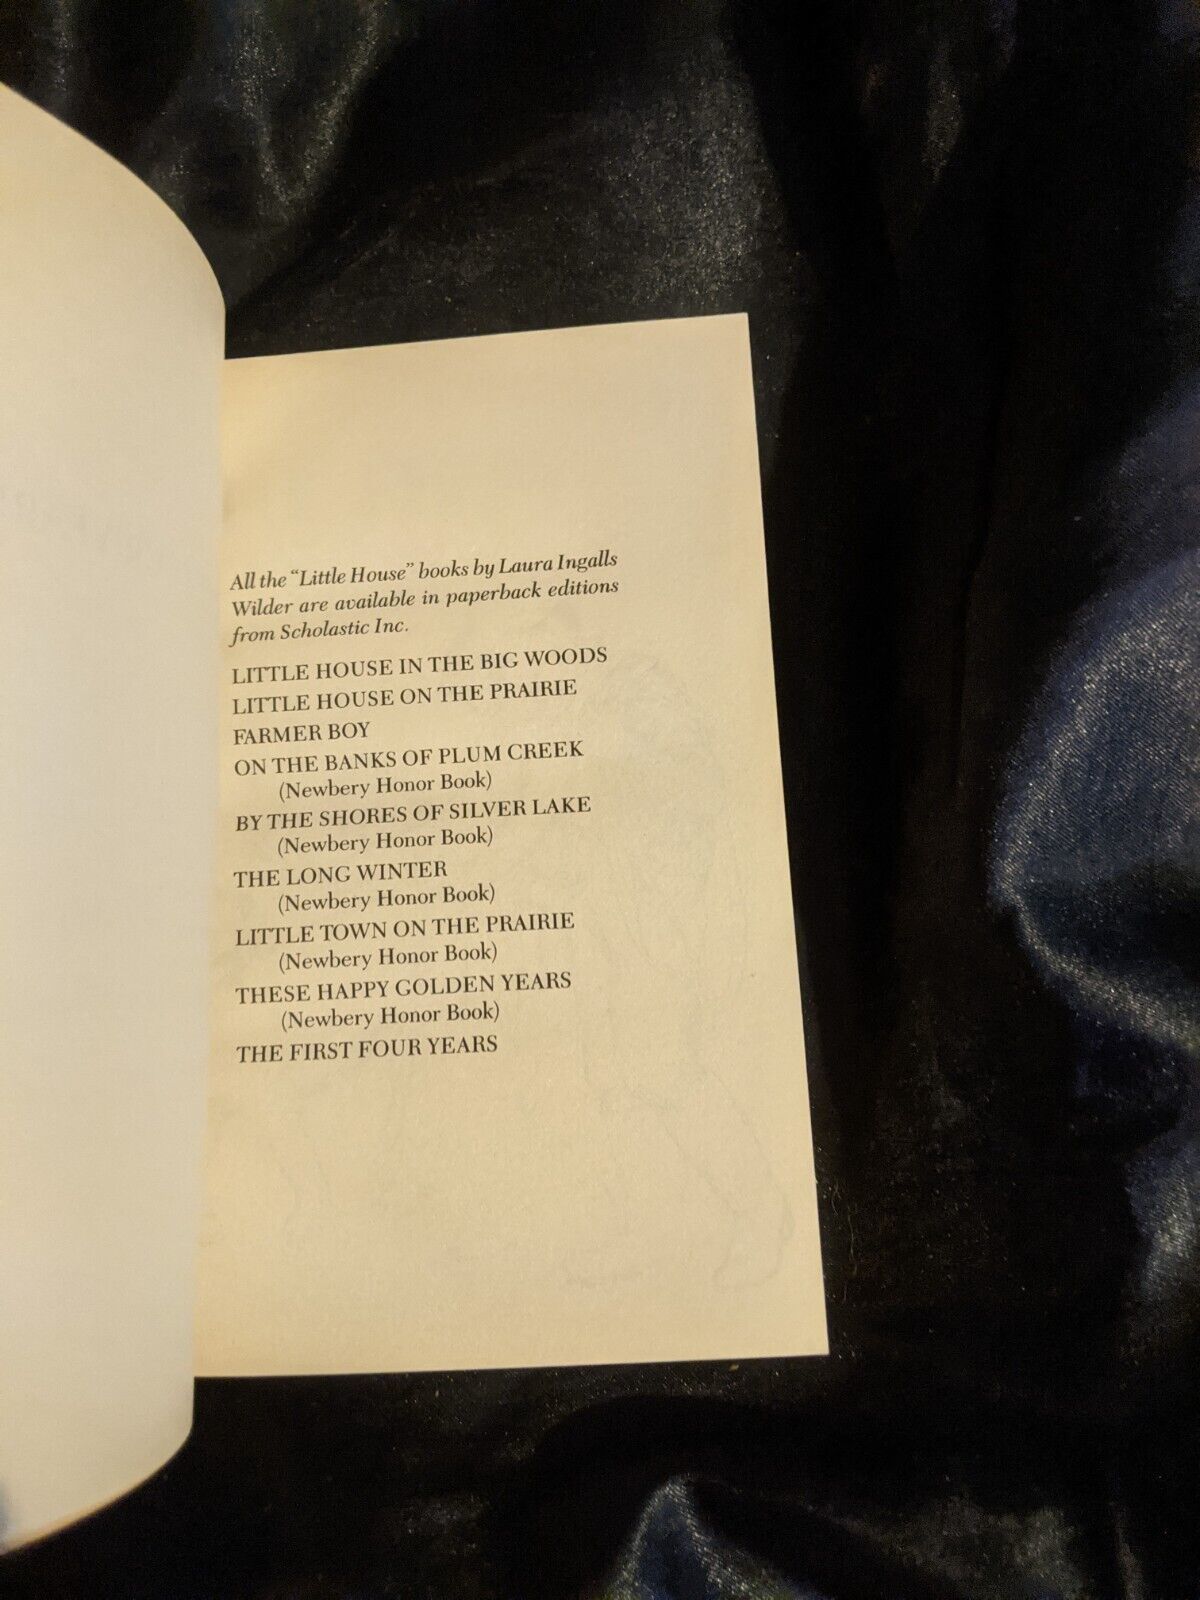 All the “Little House” books by Laura Ingalls
Wilder are available in paperback editions
from Scholastic Inc.
LITTLE HOUSE IN THE BIG WOODS
LITTLE HOUSE ON THE PRAIRIE
FARMER BOY
ON THE BANKS OF PLUM CREEK
(Newbery Honor Book)
BY THE SHORES OF SILVER LAKE
(Newbery Honor Book)
THE LONG WINTER
(Newbery Honor Book)
LITTLE TOWN ON THE PRAIRIE
(Newbery Honor Book)
THESE HAPPY GOLDEN YEARS
(Newbery Honor Book)
THE FIRST FOUR YEARS